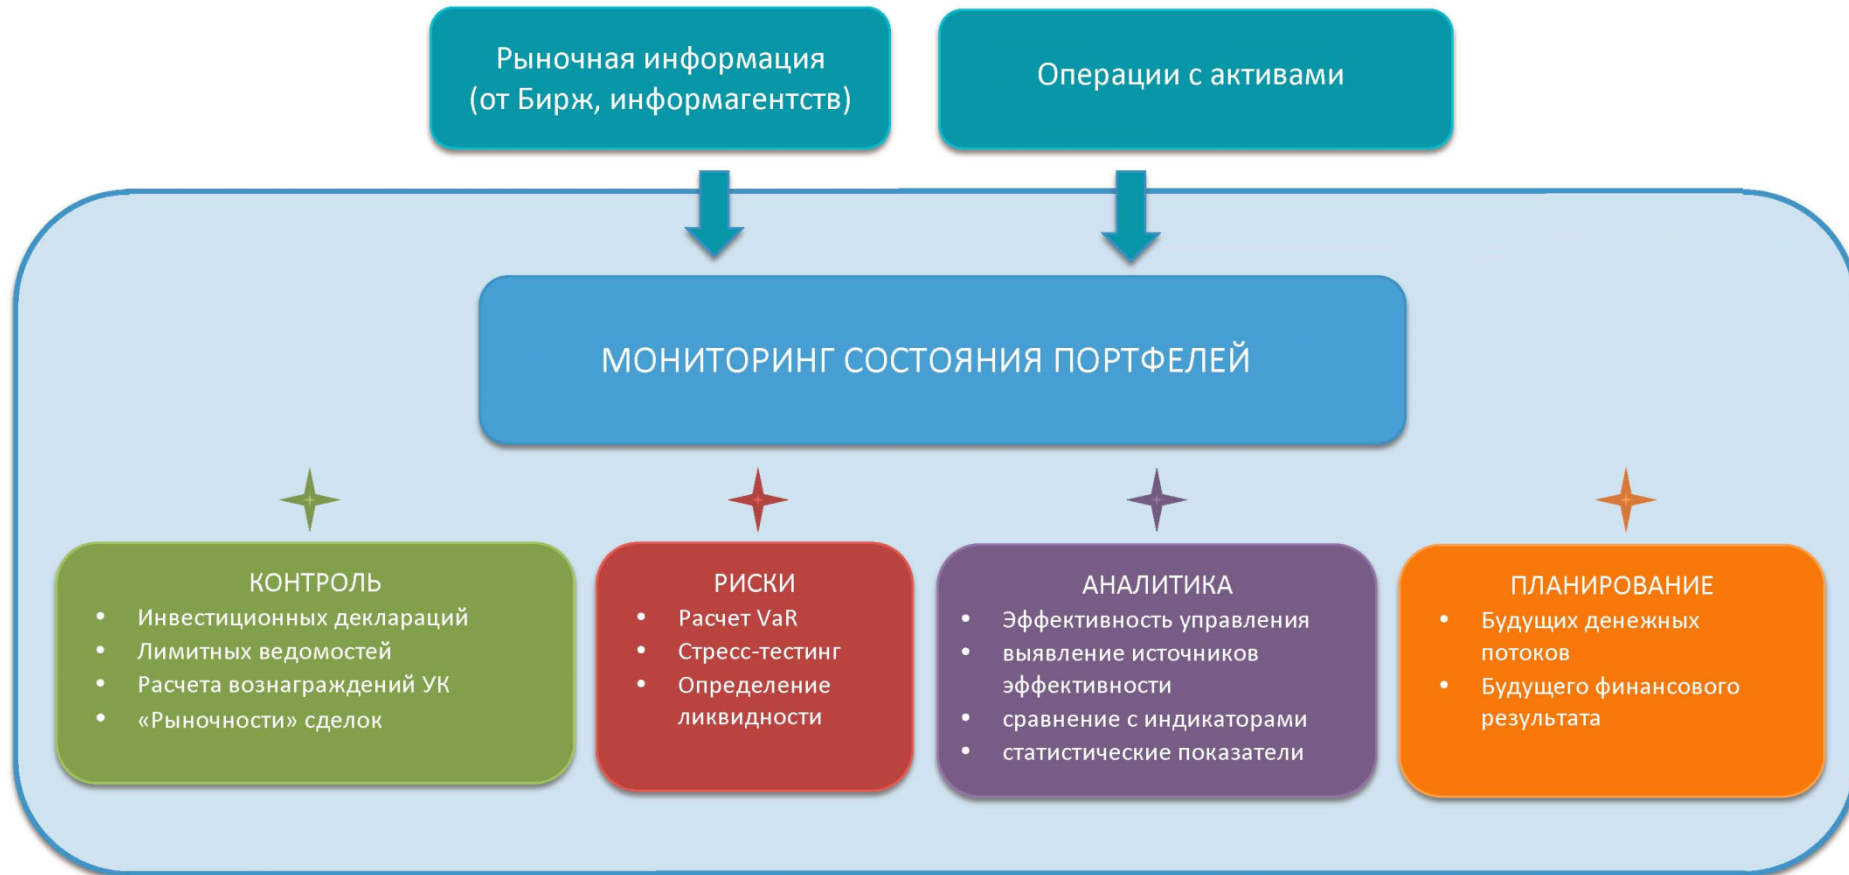 Рыночная информация
(от Бирж, информагентств)
Операции с активами
МОНИТОРИНГ СОСТОЯНИЯ ПОРТФЕЛЕЙ
КОНТРОЛЬ
• Инвестиционных деклараций
• Лимитных ведомостей
• Расчета вознаграждений УК
• «Рыночности» сделок
РИСКИ
• Расчет VaR
• Стресс-тестинг
• Определение
ликвидности
АНАЛИТИКА
• Эффективность управления
• выявление источников
эффективности
• сравнение с индикаторами
• статистические показатели
ПЛАНИРОВАНИЕ
• Будущих денежных
потоков
• Будущего финансового
результата